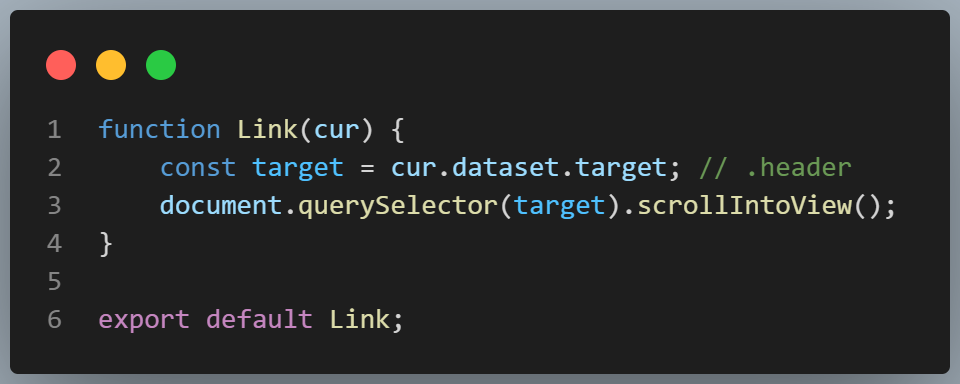 1 function Link(cur) {
2     const target = cur.dataset.target; // .header
3     document.querySelector(target).scrollIntoView();
4 }
5
6 export default Link;